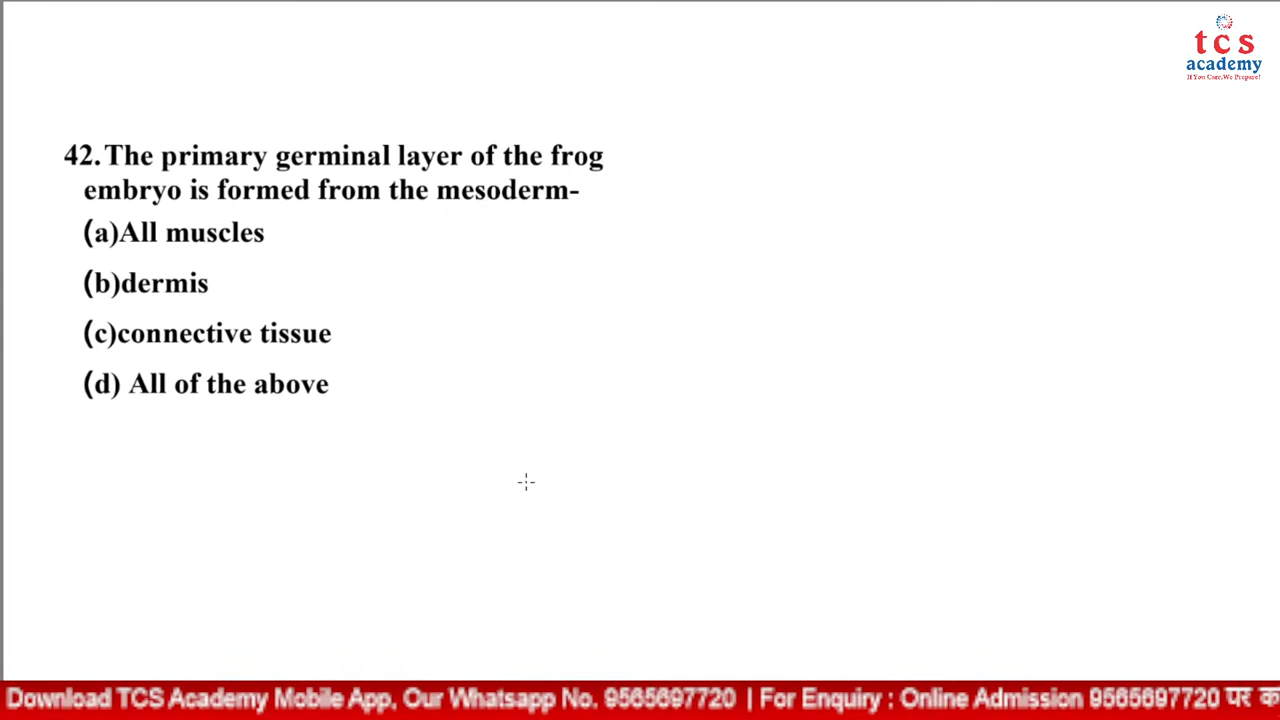 tcs
academy
If You Care,We Prepare!
42.The primary germinal layer of the frog
embryo is formed from the mesoderm-
(a)All muscles
(b)dermis
(c)connective tissue
(d) All of the above
Download TCS Academy Mobile App, Our Whatsapp No. 9565697720 | For Enquiry : Online Admission 9565697720 पर क